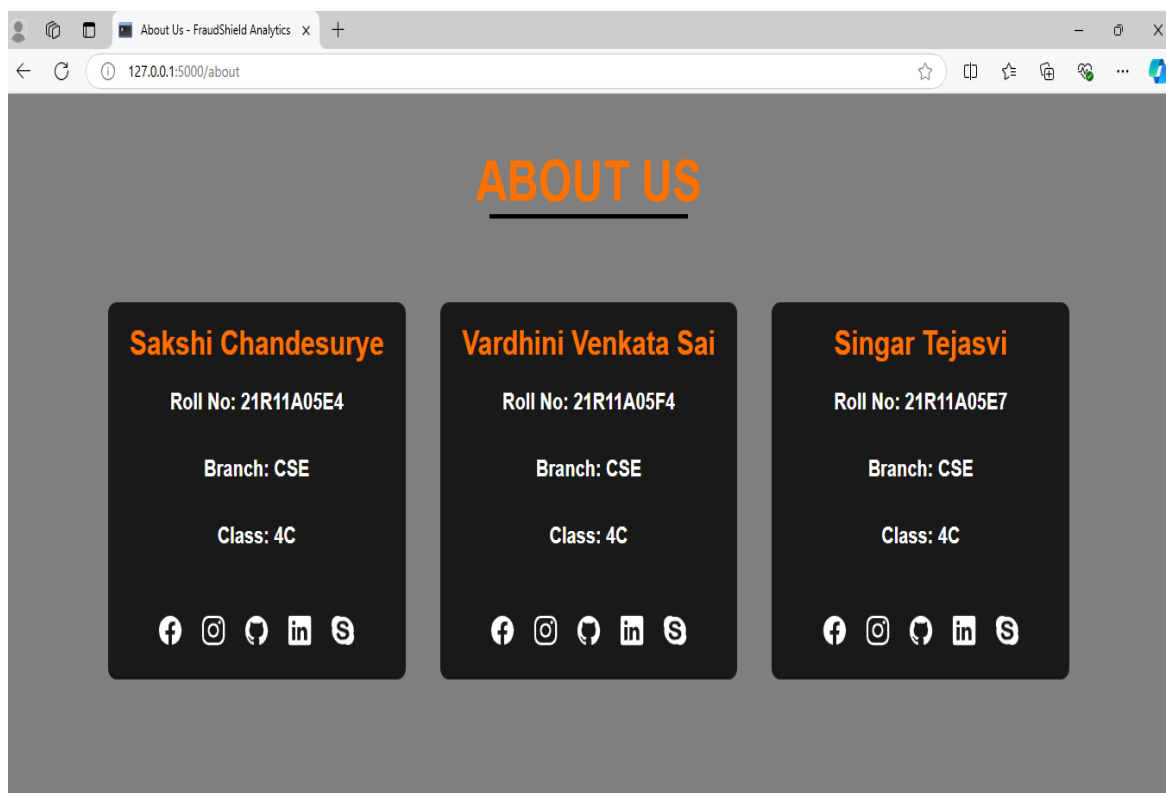 About Us - FraudShield Analytics
127.0.0.1:5000/about
ABOUT US
Sakshi Chandesurye
Roll No: 21R11A05E4
Branch: CSE
Class: 4C
Vardhini Venkata Sai
Roll No: 21R11A05F4
Branch: CSE
Class: 4C
Singar Tejasvi
Roll No: 21R11A05E7
Branch: CSE
Class: 4C